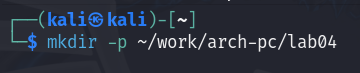 ┌──(kali㉿kali)-[~]
└─$ mkdir -p ~/work/arch-pc/lab04